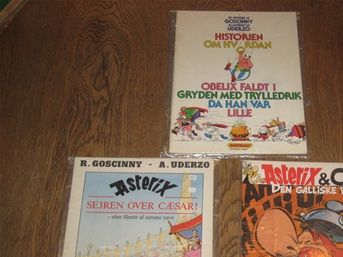 GOSCINNY
UDERZO
HISTORIEN
OM HVORDAN
OBELIX FALDT I
GRYDEN MED TRYLLEDRIK
DA HAN VAR
LILLE
R. GOSCINNY - A. UDERZO
Asterix
SEJREN OVER CÆSAR!
- efter filmen af samme navn
Asterix &
DEN GALLISKE